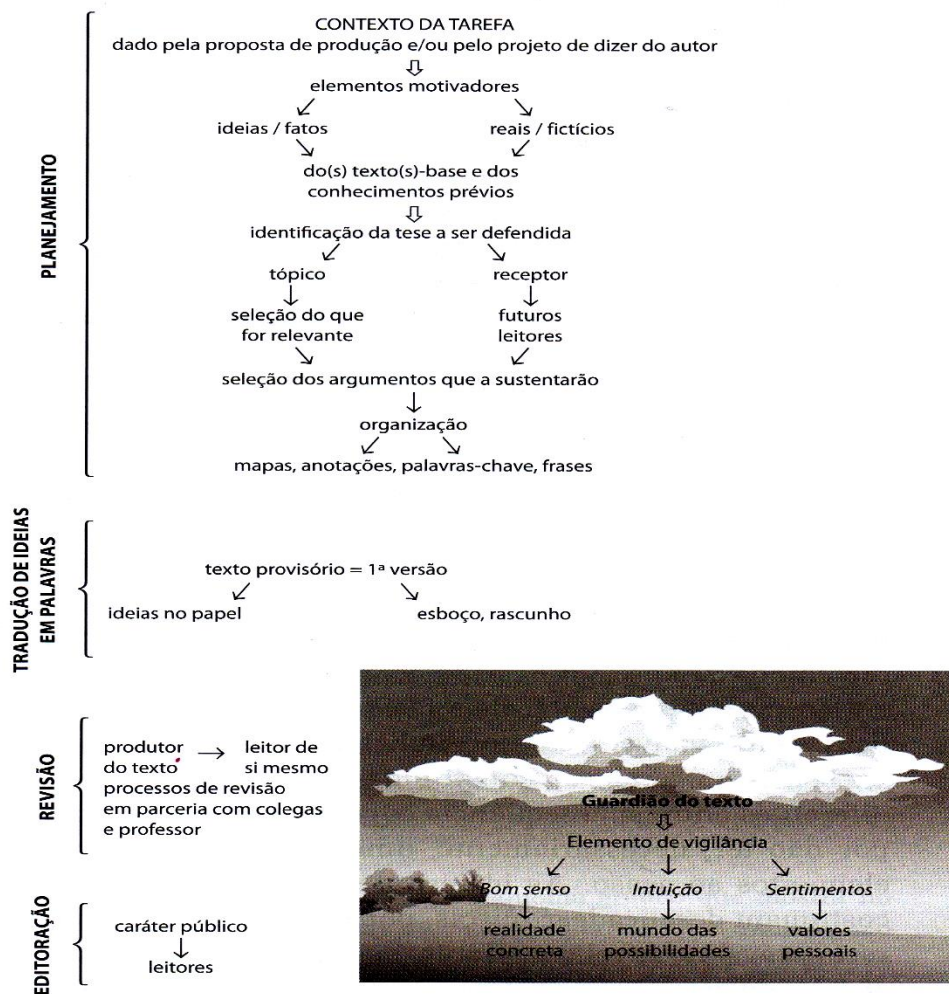 CONTEXTO DA TAREFA
dado pela proposta de produção e/ou pelo projeto de dizer do autor
elementos motivadores
ideias / fatos
reais / fictícios
do(s) texto(s)-base e dos
conhecimentos prévios
identificação da tese a ser defendida
tópico
receptor
seleção do que
for relevante
futuros
leitores
seleção dos argumentos que a sustentarão
organização
mapas, anotações, palavras-chave, frases
PLANEJAMENTO
TRADUÇÃO DE IDEIAS
EM PALAVRAS
texto provisório = 1ª versão
ideias no papel
esboço, rascunho
REVISÃO
produtor
do texto
leitor de
si mesmo
processos de revisão
em parceria com colegas
e professor
EDITORAÇÃO
caráter público
leitores
Guardião do texto
Elemento de vigilância
Bom senso
Intuição
Sentimentos
realidade
concreta
mundo das
possibilidades
valores
pessoais